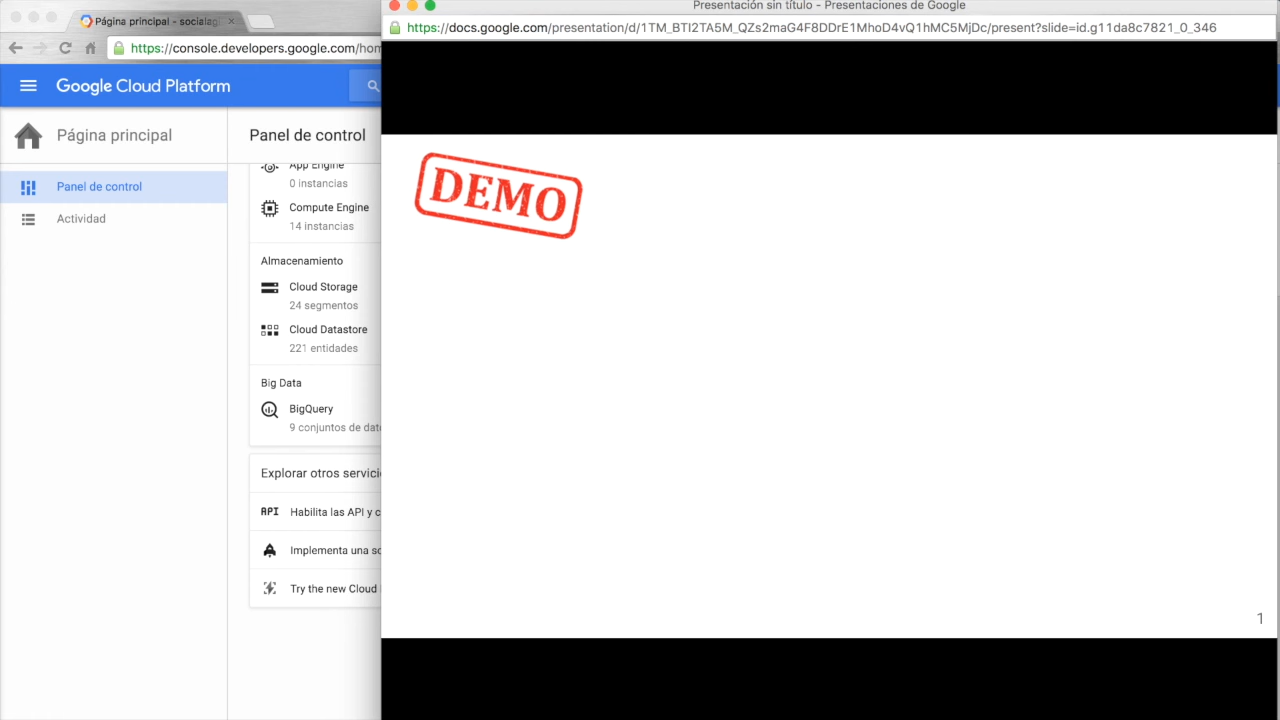 Página principal - socialag
https://console.developers.google.com/hom
Google Cloud Platform
Página principal
Panel de control
Actividad
Panel de control
App Engine
0 instancias
Compute Engine
14 instancias
Almacenamiento
Cloud Storage
24 segmentos
Cloud Datastore
221 entidades
Big Data
BigQuery
9 conjuntos de dat
Explorar otros servici
API Habilita las API y c
Implementa una so
Try the new Cloud
Presentación sin título - Presentaciones de Google
https://docs.google.com/presentation/d/1TM_BTI2TA5M_QZs2maG4F8DDrE1MhoD4vQ1hMC5MjDc/present?slide=id.g11da8c7821_0_346
DEMO
1